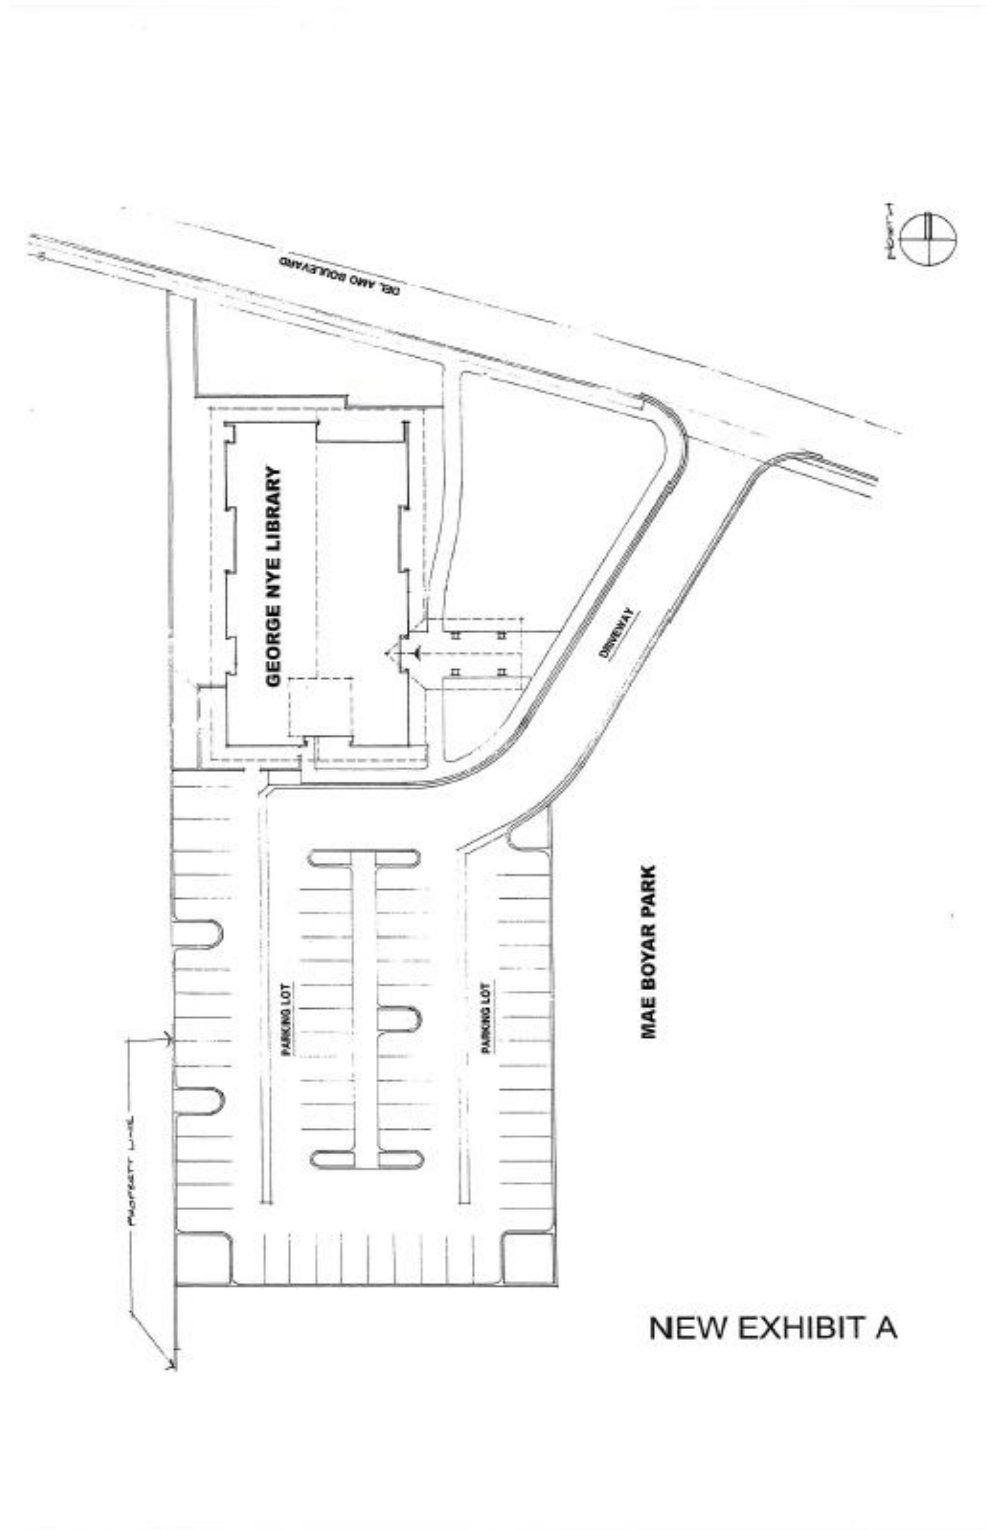 NORTH
DEL AMO BOULEVARD
GEORGE NYE LIBRARY
DRIVEWAY
MAE BOYAR PARK
PARKING LOT
PARKING LOT
PROPERTY LINE
NEW EXHIBIT A